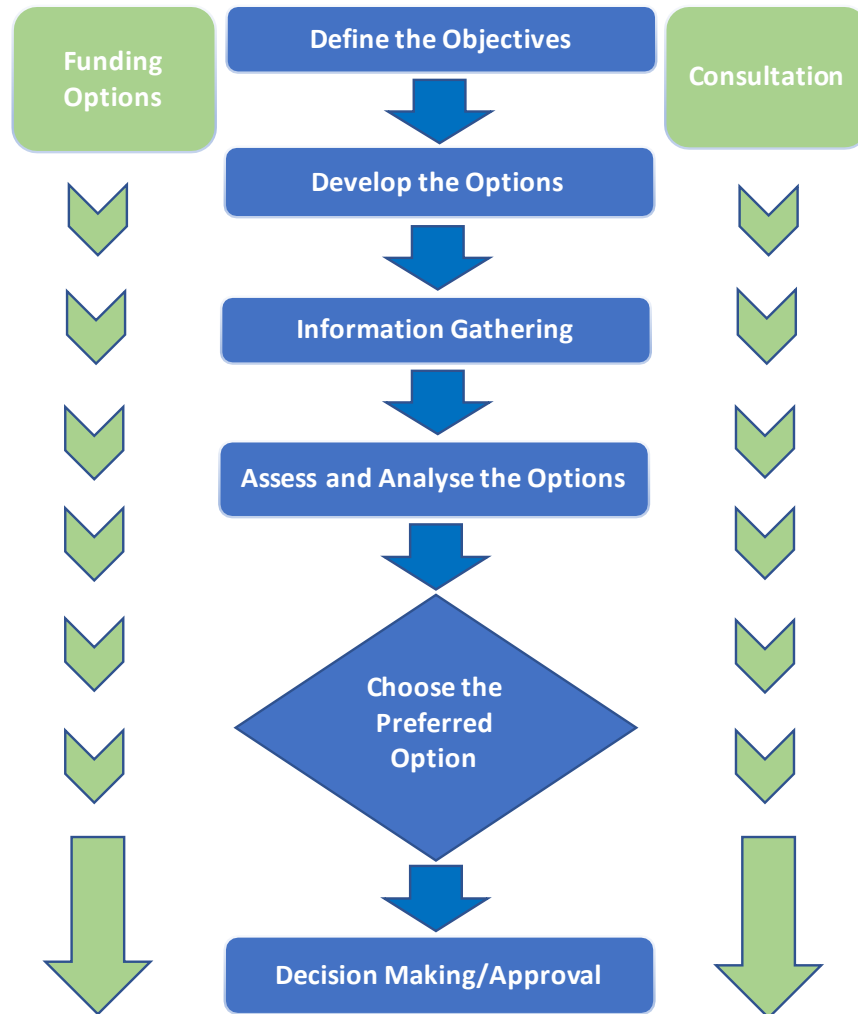 Define the Objectives
Funding
Options
Consultation
Develop the Options
Information Gathering
Assess and Analyse the Options
Choose the
Preferred
Option
Decision Making/Approval